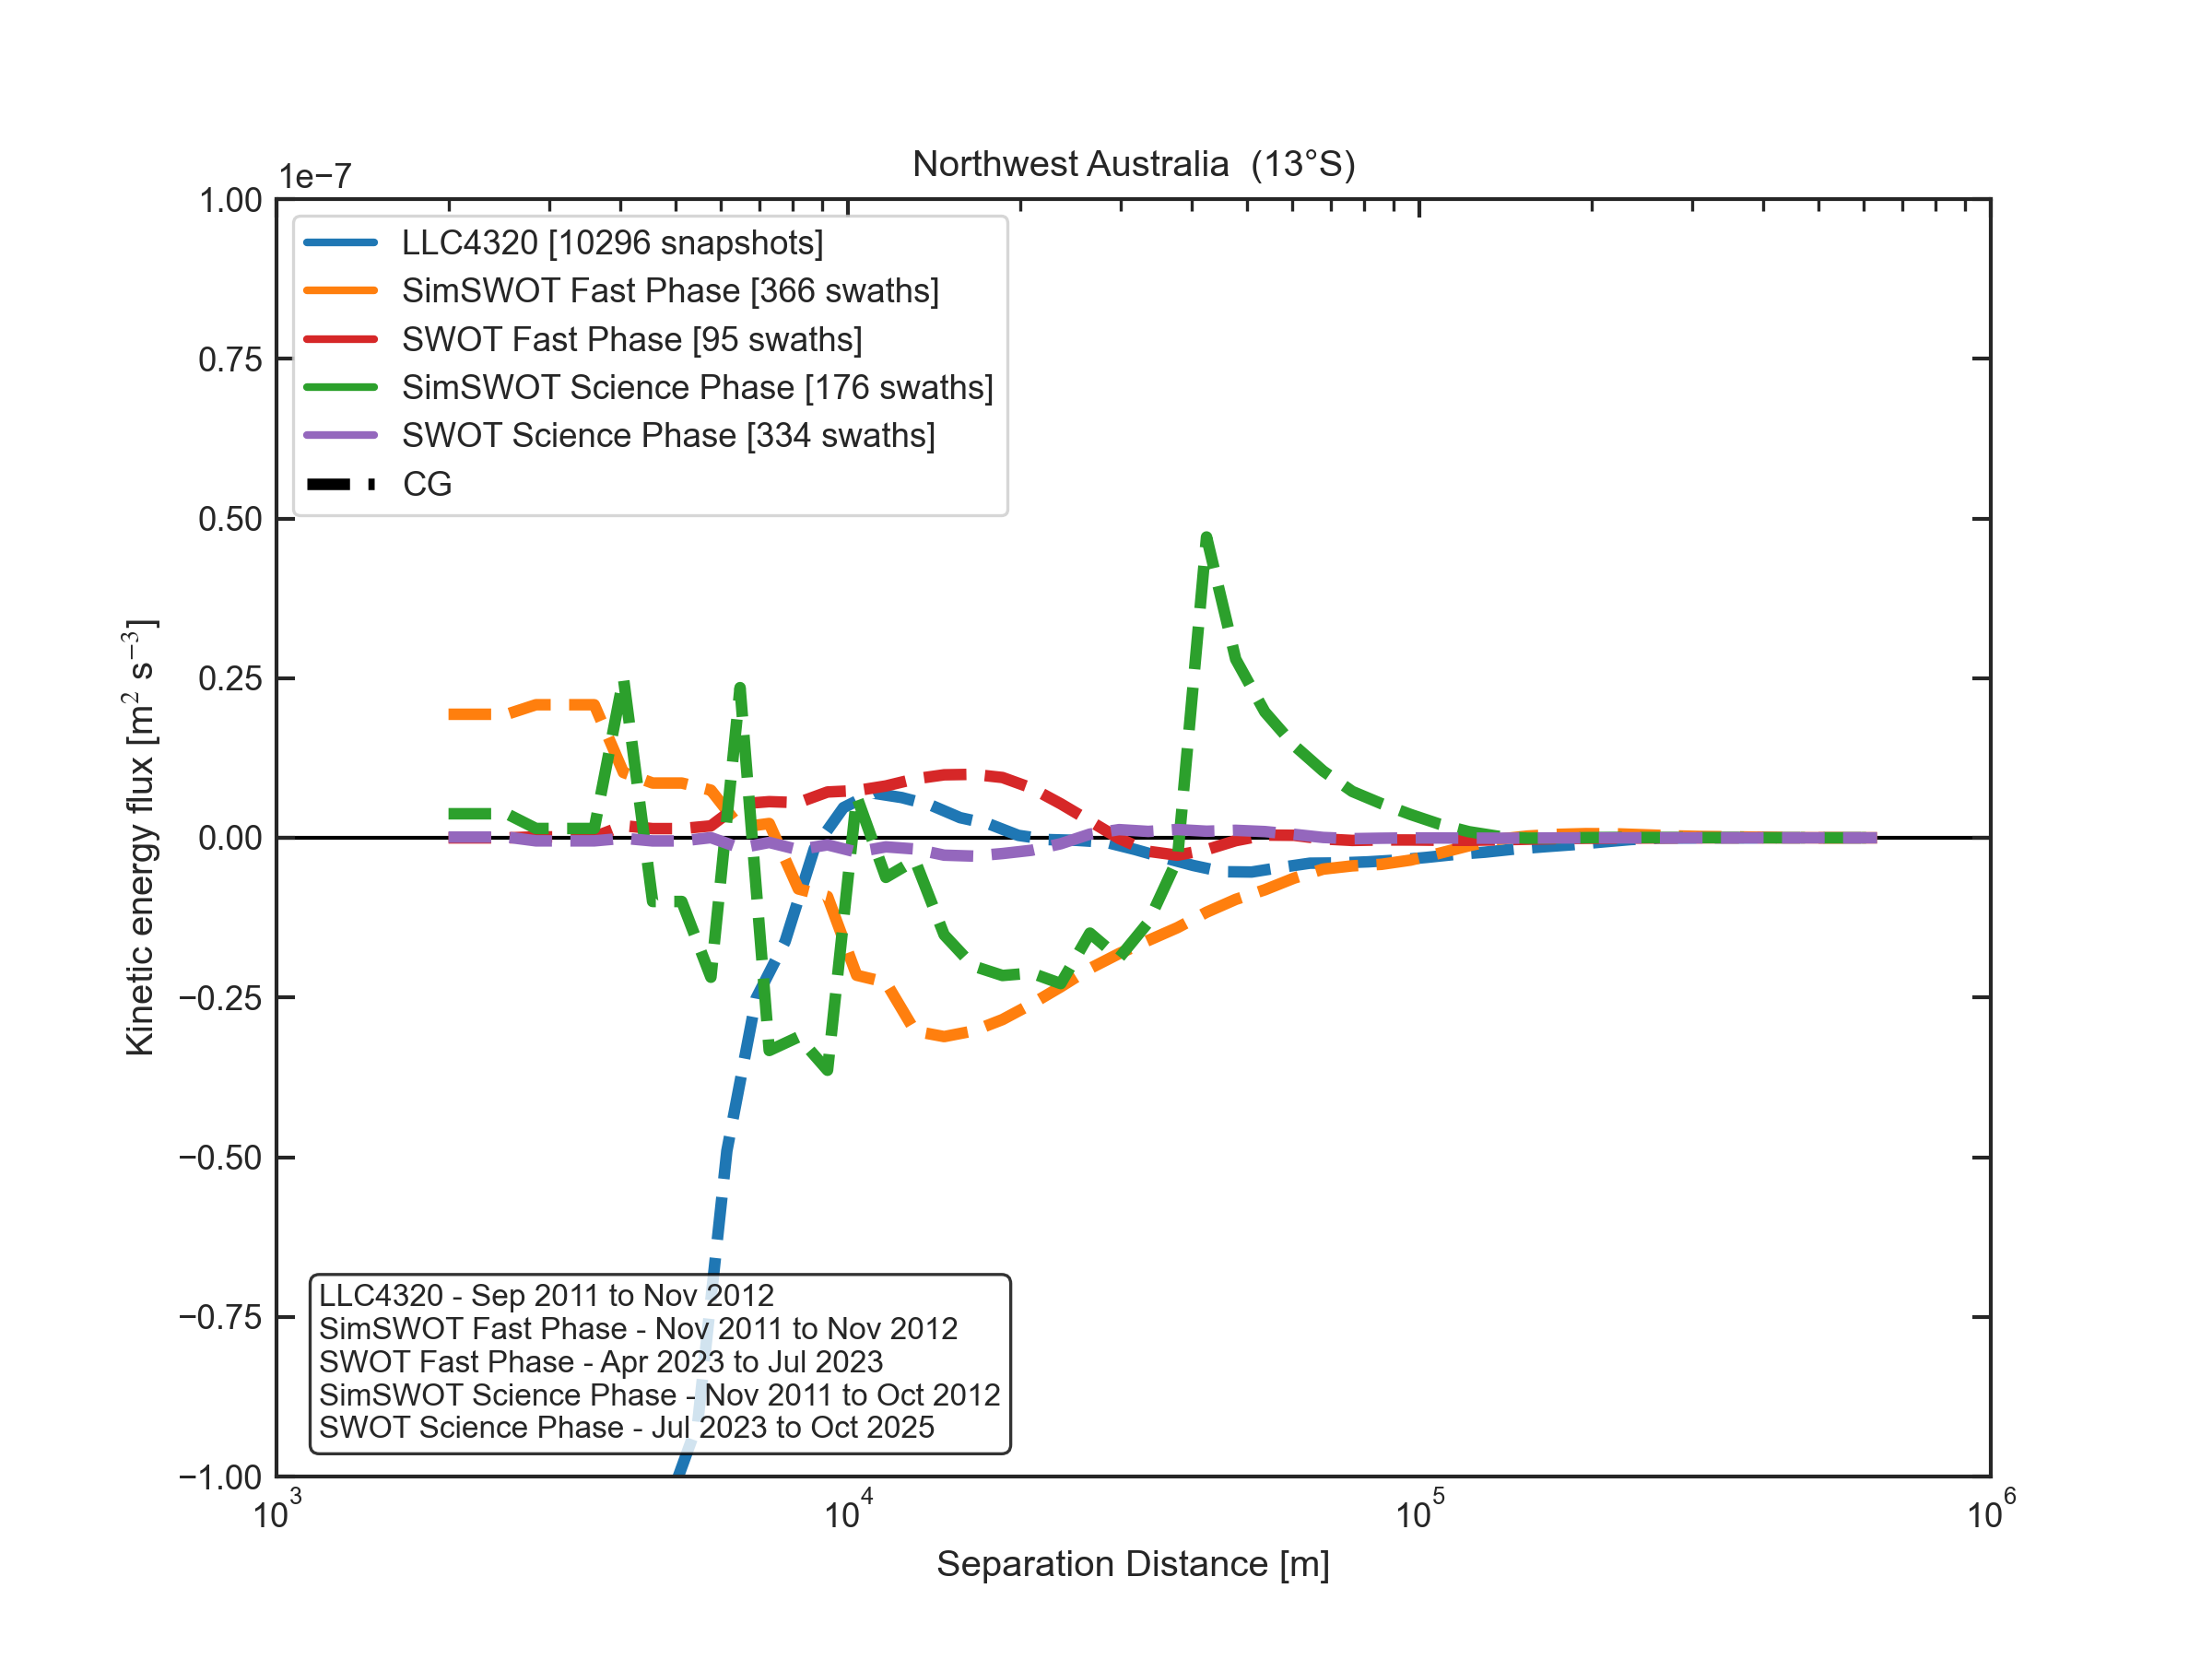 Northwest Australia (13°S)
1e−7
1.00
0.75
0.50
0.25
0.00
−0.25
−0.50
−0.75
−1.00
Kinetic energy flux [m² s⁻³]
LLC4320 [10296 snapshots]
SimSWOT Fast Phase [366 swaths]
SWOT Fast Phase [95 swaths]
SimSWOT Science Phase [176 swaths]
SWOT Science Phase [334 swaths]
CG
LLC4320 - Sep 2011 to Nov 2012
SimSWOT Fast Phase - Nov 2011 to Nov 2012
SWOT Fast Phase - Apr 2023 to Jul 2023
SimSWOT Science Phase - Nov 2011 to Oct 2012
SWOT Science Phase - Jul 2023 to Oct 2025
10³ 10⁴ 10⁵ 10⁶
Separation Distance [m]